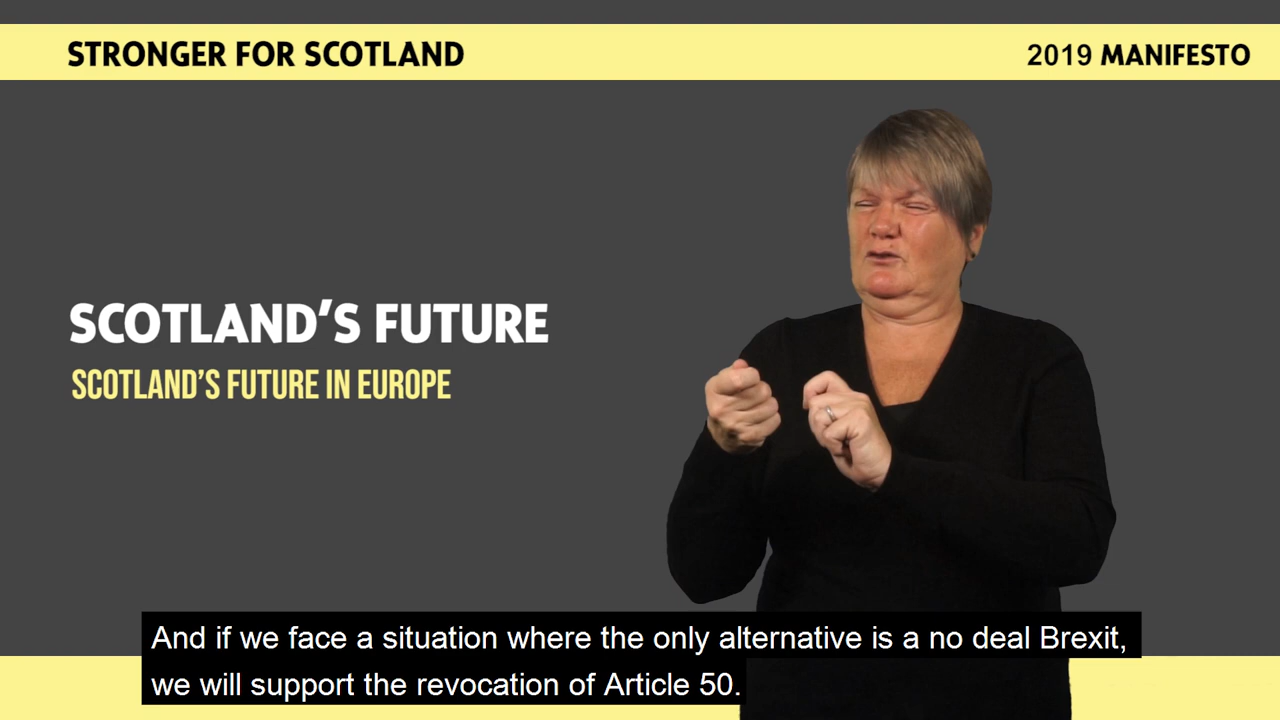 STRONGER FOR SCOTLAND
2019 MANIFESTO
SCOTLAND'S FUTURE
SCOTLAND'S FUTURE IN EUROPE
And if we face a situation where the only alternative is a no deal Brexit,
we will support the revocation of Article 50.